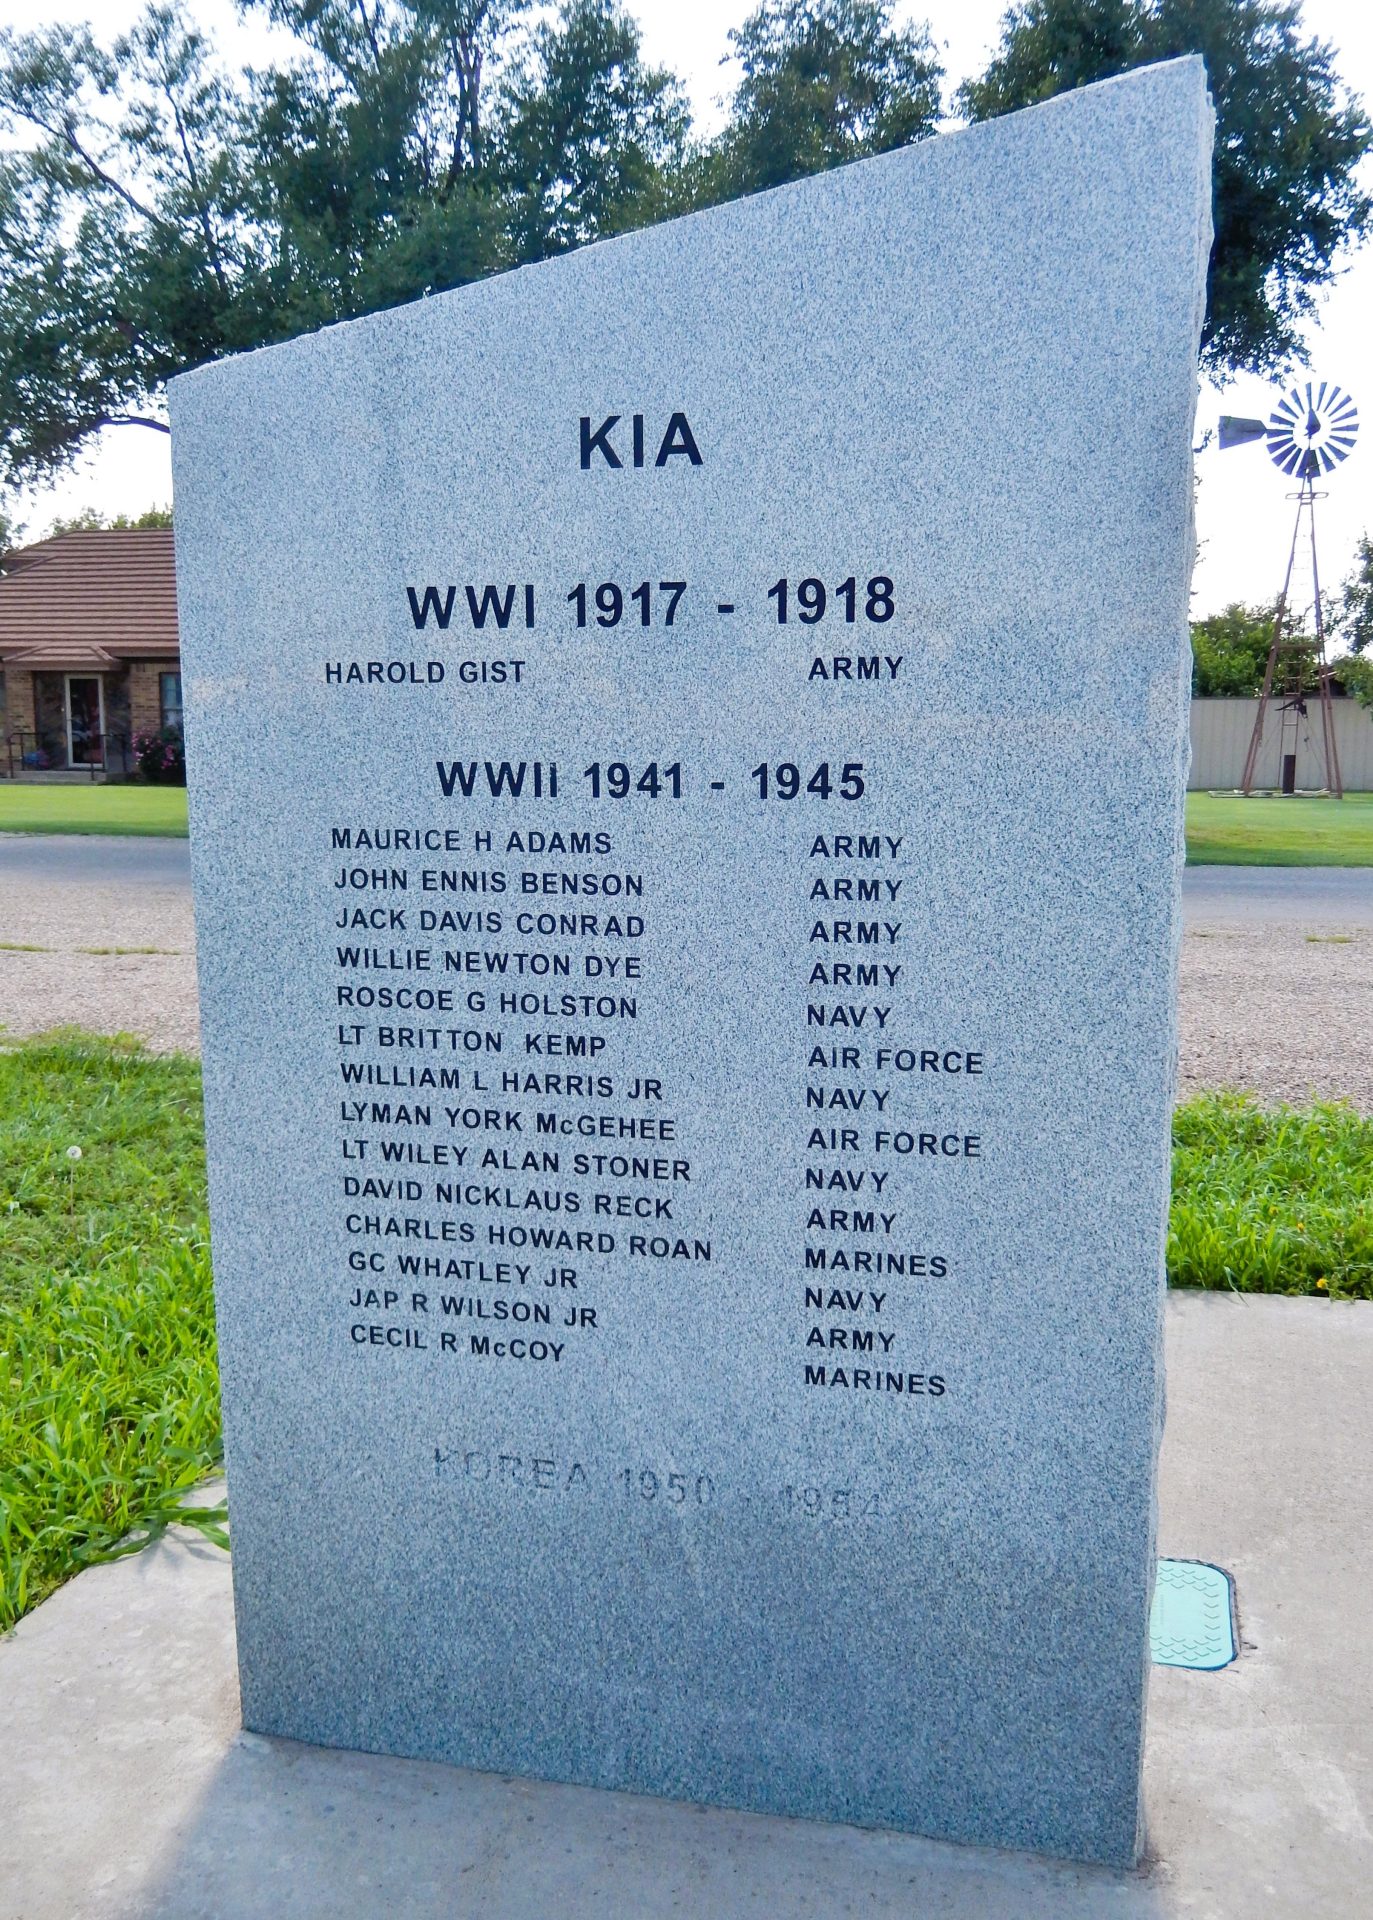 KIA
WWI 1917 - 1918
HAROLD GIST ARMY
WWII 1941 - 1945
MAURICE H ADAMS ARMY
JOHN ENNIS BENSON ARMY
JACK DAVIS CONRAD ARMY
WILLIE NEWTON DYE ARMY
ROSCOE G HOLSTON NAVY
LT BRITTON KEMP AIR FORCE
WILLIAM L HARRIS JR NAVY
LYMAN YORK McGEHEE AIR FORCE
LT WILEY ALAN STONER NAVY
DAVID NICKLAUS RECK ARMY
CHARLES HOWARD ROAN MARINES
GC WHATLEY JR NAVY
JAP R WILSON JR ARMY
CECIL R McCOY MARINES
KOREA 1950 - 1954